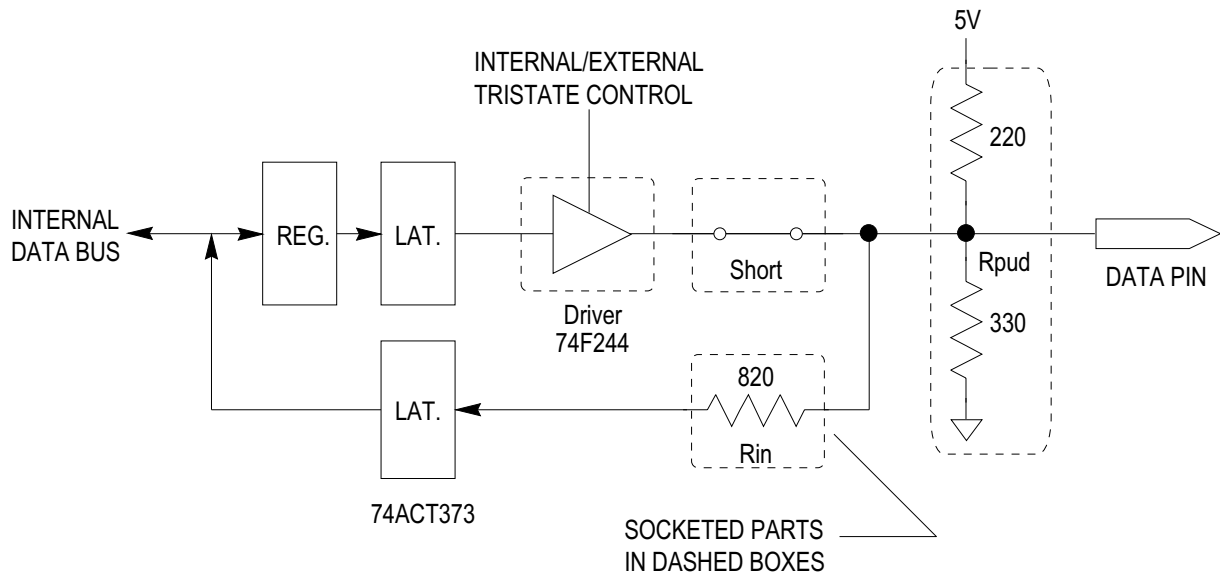 5V
INTERNAL/EXTERNAL
TRISTATE CONTROL
220
INTERNAL
DATA BUS
REG.
LAT.
Short
Rpud
DATA PIN
Driver
74F244
330
820
LAT.
Rin
74ACT373
SOCKETED PARTS
IN DASHED BOXES